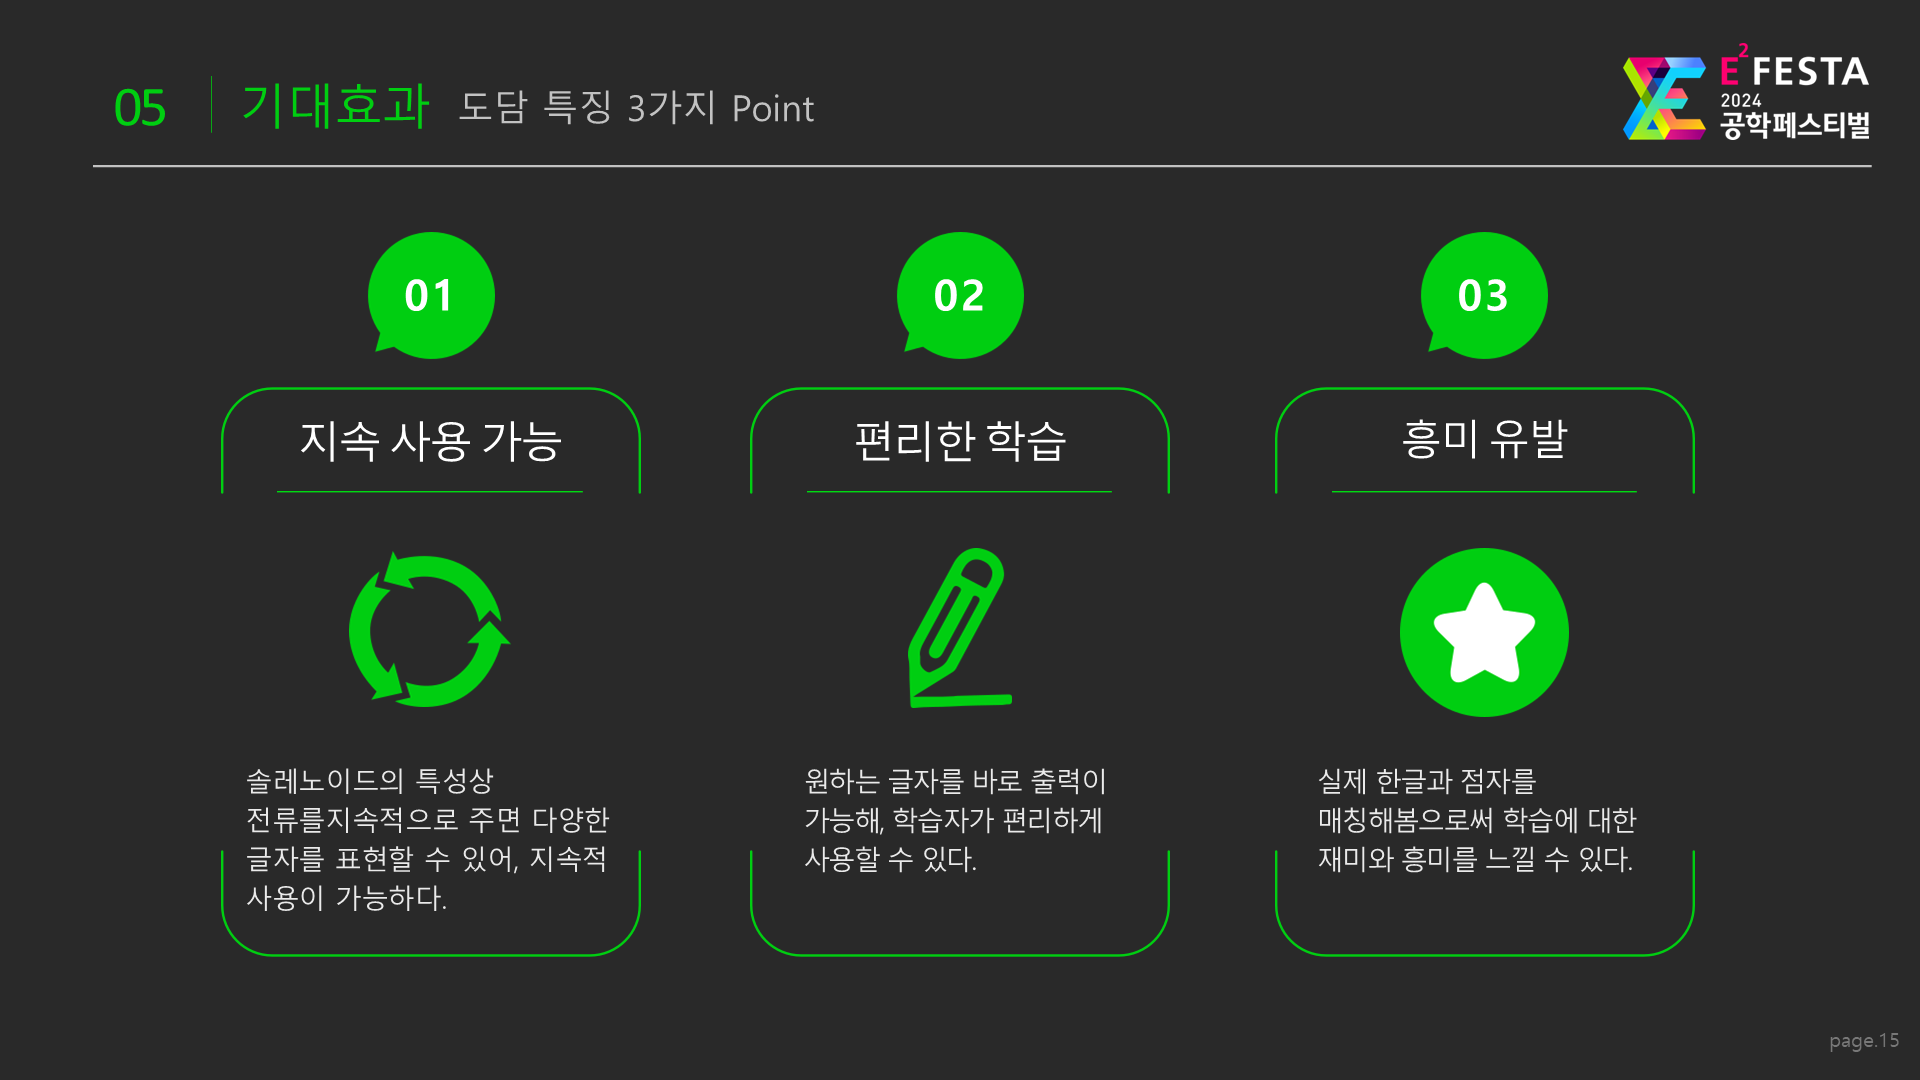 05
기대효과 도담 특징 3가지 Point
E² FESTA
2024
공학페스티벌
01
지속 사용 가능
솔레노이드의 특성상
전류를지속적으로 주면 다양한
글자를 표현할 수 있어, 지속적
사용이 가능하다.
02
편리한 학습
원하는 글자를 바로 출력이
가능해, 학습자가 편리하게
사용할 수 있다.
03
흥미 유발
실제 한글과 점자를
매칭해봄으로써 학습에 대한
재미와 흥미를 느낄 수 있다.
page.15